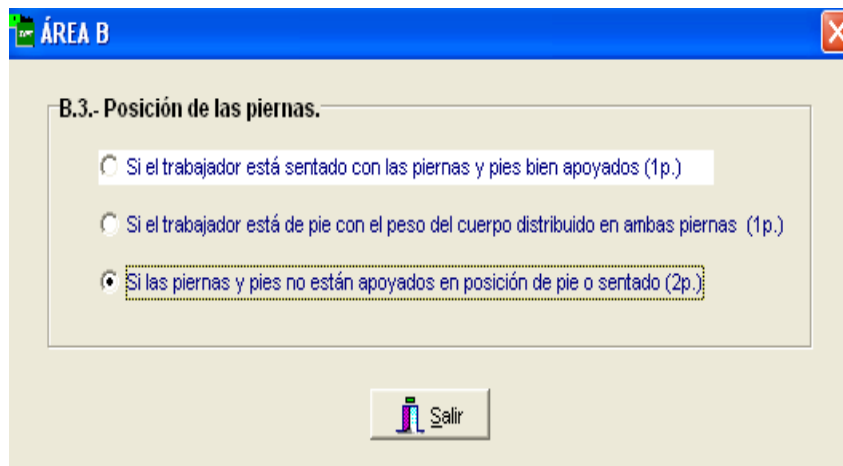 ÁREA B
B.3.- Posición de las piernas.
Si el trabajador está sentado con las piernas y pies bien apoyados (1p.)
Si el trabajador está de pie con el peso del cuerpo distribuido en ambas piernas (1p.)
Si las piernas y pies no están apoyados en posición de pie o sentado (2p.)
Salir